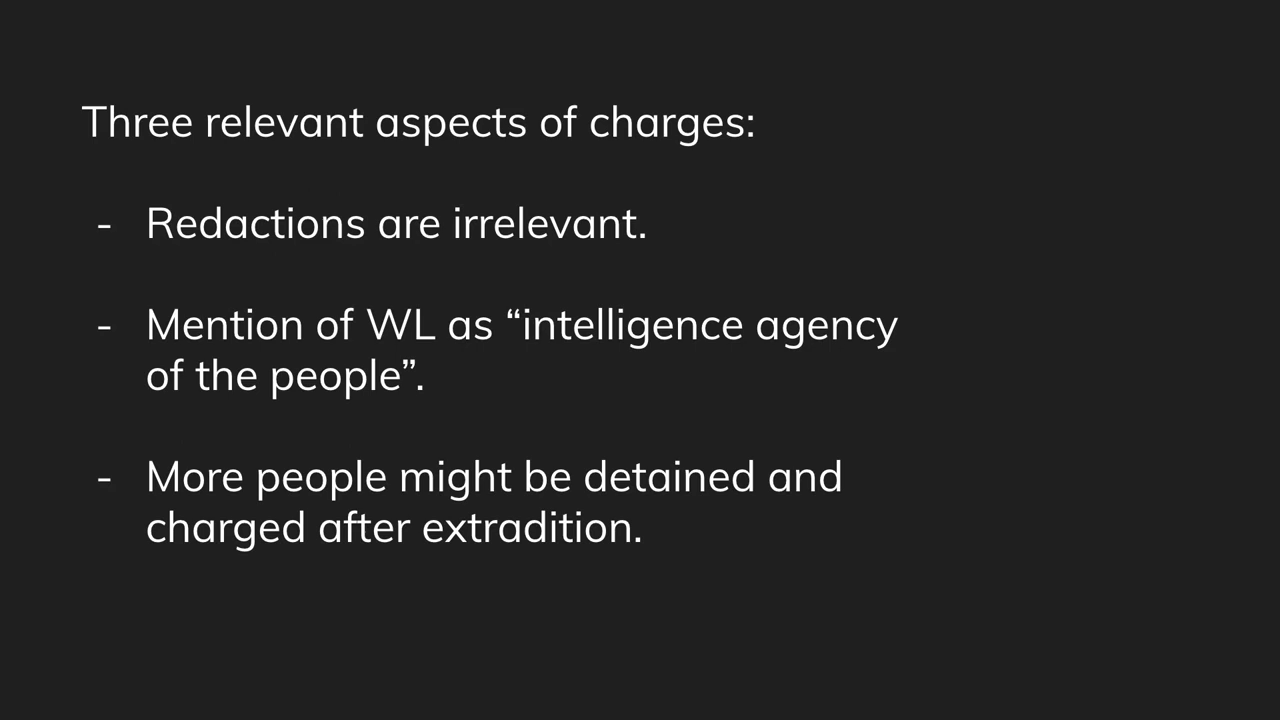 Three relevant aspects of charges:
- Redactions are irrelevant.
- Mention of WL as “intelligence agency
of the people”.
- More people might be detained and
charged after extradition.